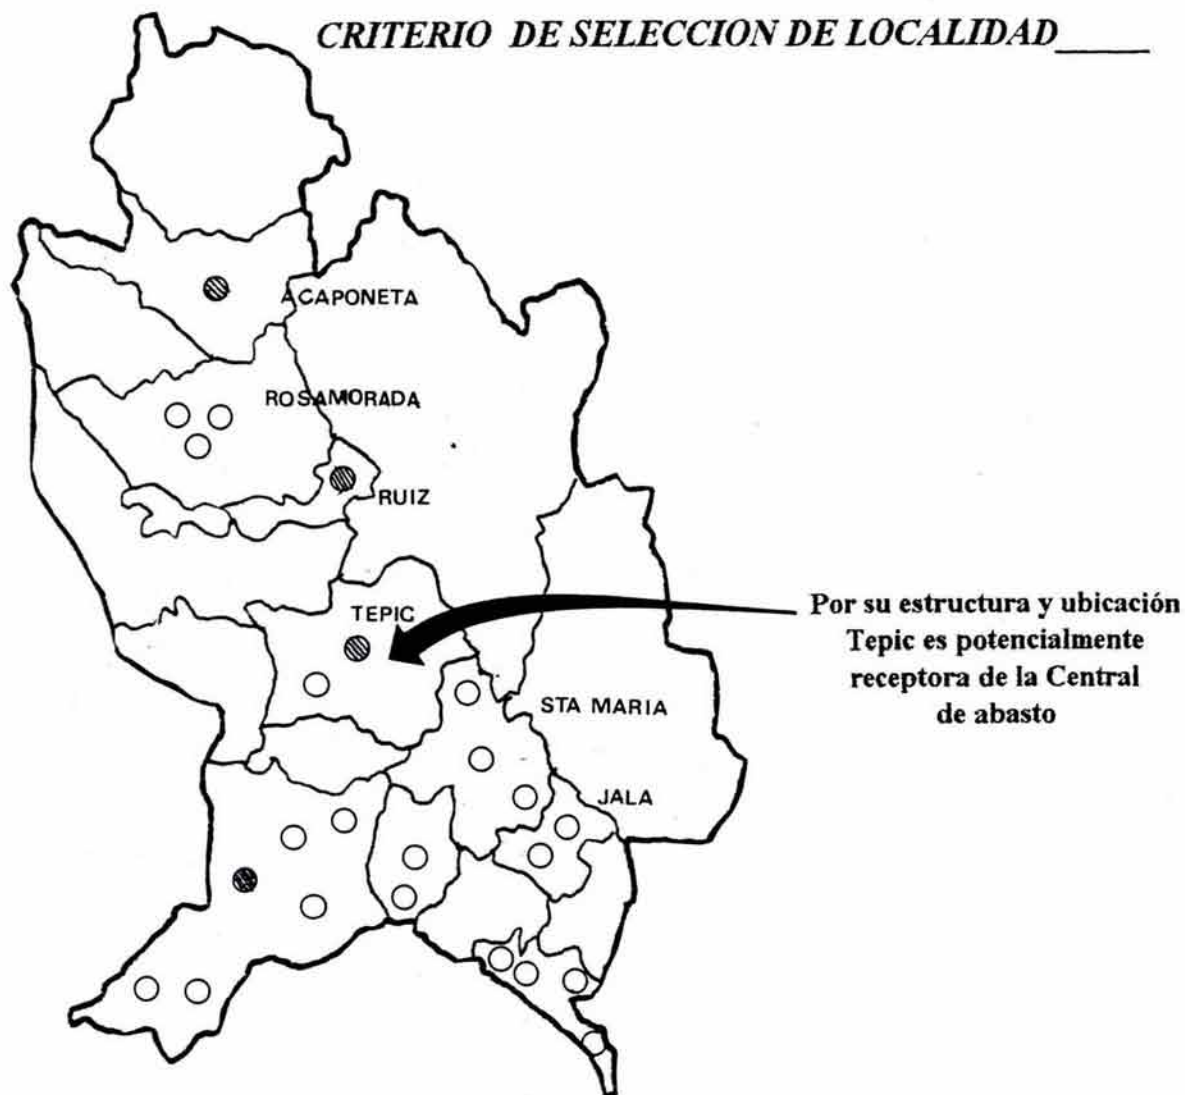 CRITERIO DE SELECCION DE LOCALIDAD_____
ACAPONETA
ROSAMORADA
RUIZ
TEPIC
Por su estructura y ubicación
Tepic es potencialmente
receptora de la Central
de abasto
STA MARIA
JALA